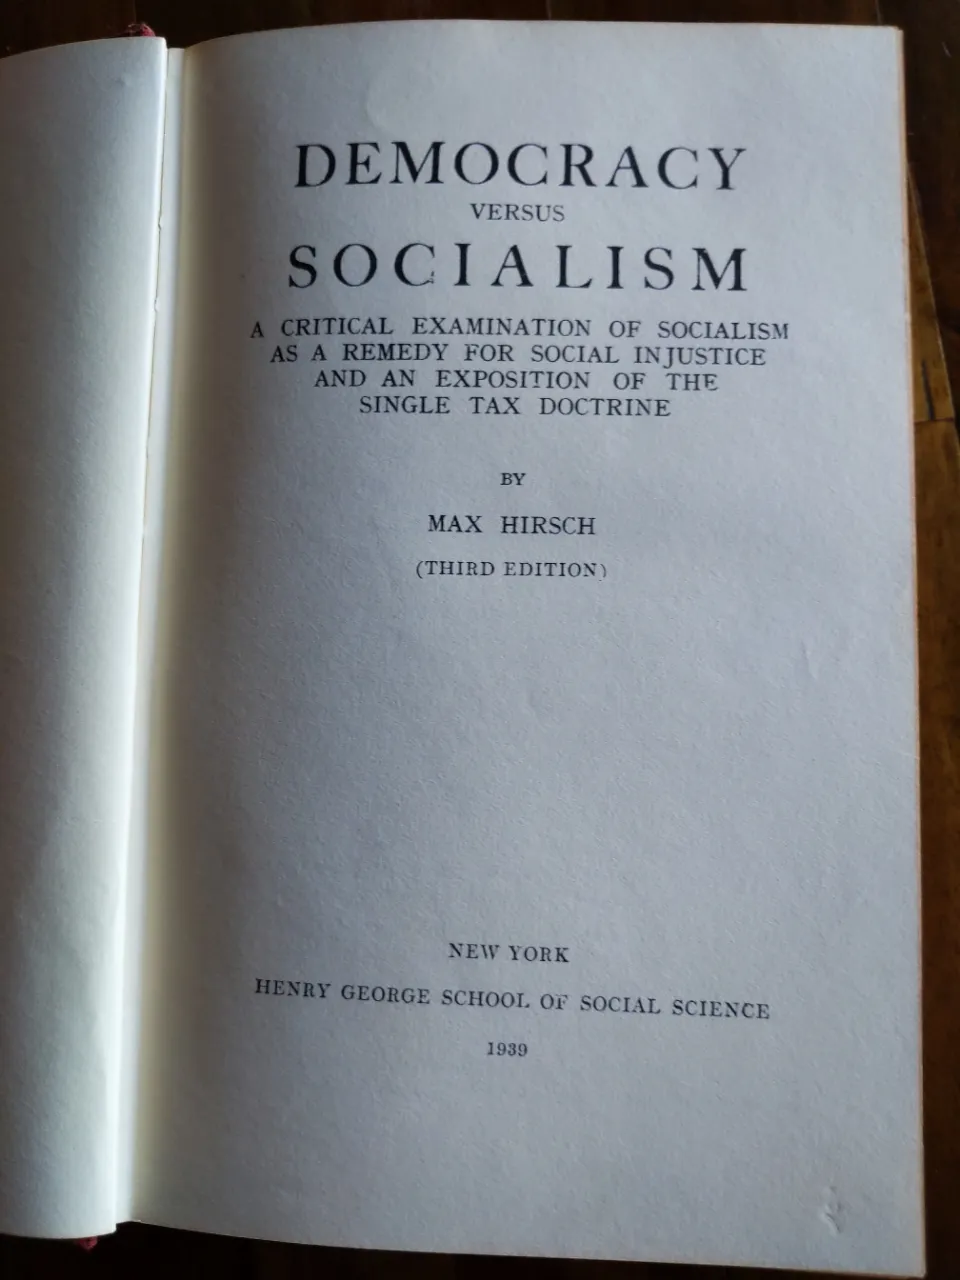 DEMOCRACY
VERSUS
SOCIALISM
A CRITICAL EXAMINATION OF SOCIALISM
AS A REMEDY FOR SOCIAL INJUSTICE
AND AN EXPOSITION OF THE
SINGLE TAX DOCTRINE
BY
MAX HIRSCH
(THIRD EDITION)
NEW YORK
HENRY GEORGE SCHOOL OF SOCIAL SCIENCE
1939